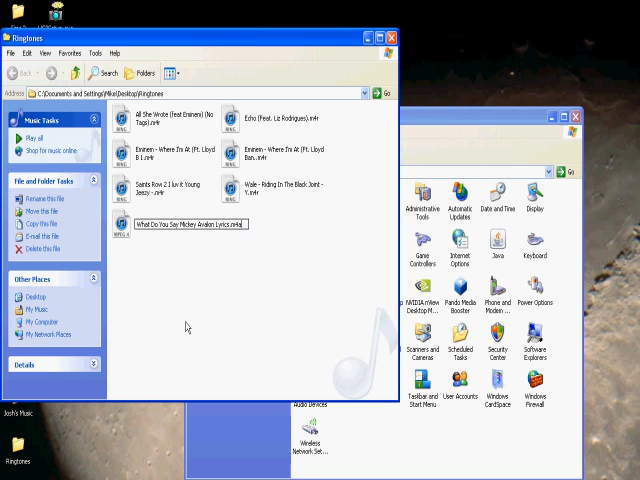 Ringtones
File Edit View Favorites Tools Help
Back Search Folders
Address C:\Documents and Settings\Mike\Desktop\Ringtones Go
Music Tasks
Play all
Shop for music online
File and Folder Tasks
Rename this file
Move this file
Copy this file
E-mail this file
Delete this file
Other Places
Desktop
My Music
My Computer
My Network Places
Details
All She Wrote (feat Eminem) (No
Tags).m4r
RING
Echo (Feat. Liz Rodrigues).m4r
RING
Eminem - Where I'm At (Ft. Lloyd
B 1.m4r
RING
Eminem - Where I'm At (Ft. Lloyd
Ban..m4r
RING
Saints Row 2 I luv it Young
Jeezy -.m4r
RING
Wale - Riding In The Black Joint -
Y.m4r
RING
What Do You Say Mickey Avalon Lyrics.m4a
MPEG 4
Go
Administrative
Tools
Automatic
Updates
Date and Time
Display
Game
Controllers
Internet
Options
Java
Keyboard
NVIDIA nView
Desktop M...
Pando Media
Booster
Phone and
Modem ...
Power Options
Scanners and
Cameras
Scheduled
Tasks
Security
Center
Software
Explorers
Taskbar and
Start Menu
User Accounts
Windows
CardSpace
Windows
Firewall
Audio Devices
Wireless
Network Set...
Josh's Music
Ringtones